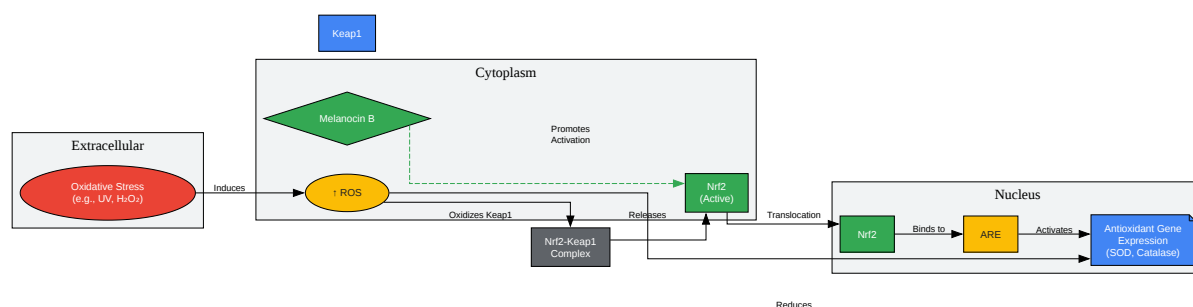 Keap1
Cytoplasm
Melanocin B
Promotes
Activation
Extracellular
Oxidative Stress
(e.g., UV, H₂O₂)
Induces
↑ ROS
Nrf2
(Active)
Oxidizes Keap1
Releases
Nrf2-Keap1
Complex
Translocation
Nucleus
Nrf2
Binds to
ARE
Activates
Antioxidant Gene
Expression
(SOD, Catalase)
Reduces